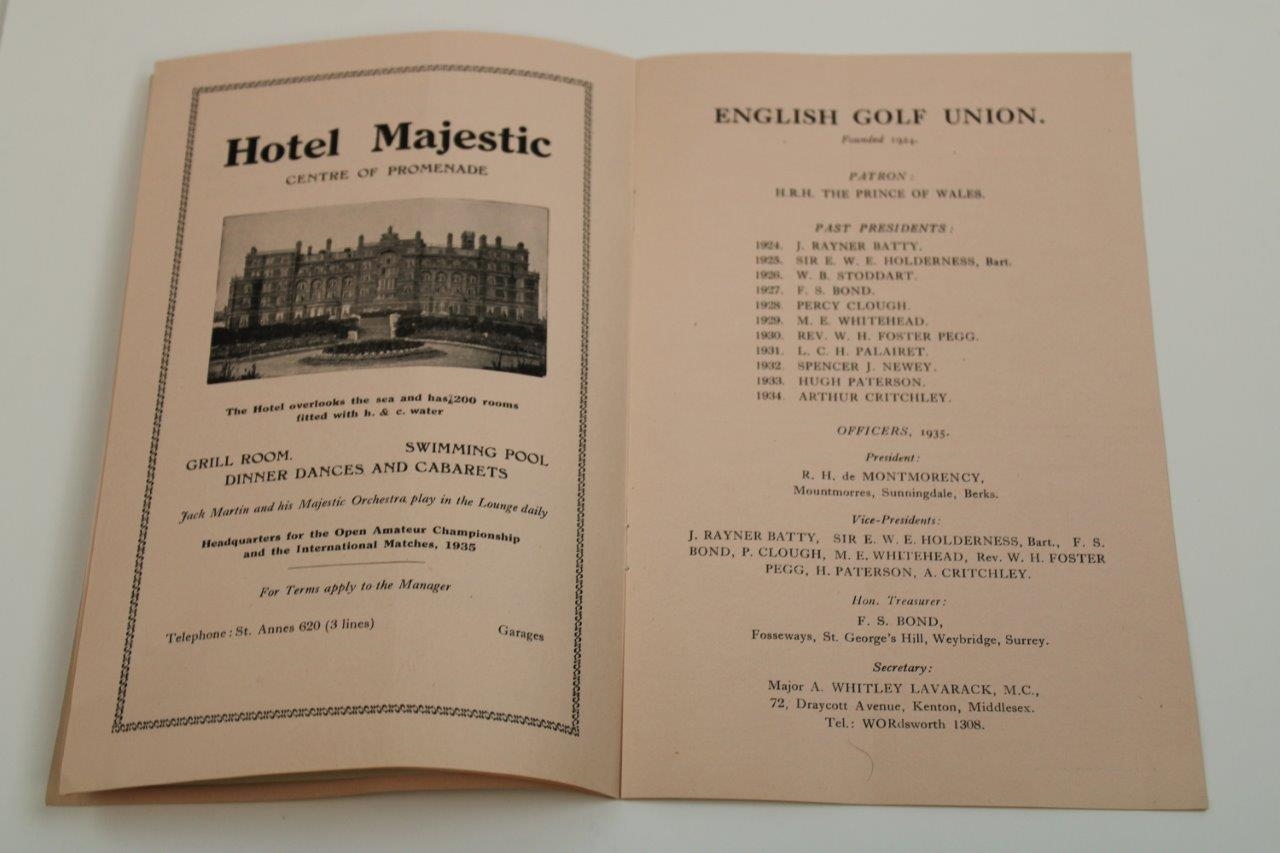 Hotel Majestic
CENTRE OF PROMENADE
The Hotel overlooks the sea and has 200 rooms
fitted with h. & c. water
GRILL ROOM. SWIMMING POOL
DINNER DANCES AND CABARETS
Jack Martin and his Majestic Orchestra play in the Lounge daily
Headquarters for the Open Amateur Championship
and the International Matches, 1935
For Terms apply to the Manager
Telephone: St. Annes 620 (3 lines) Garages
ENGLISH GOLF UNION.
Founded 1924.
PATRON:
H.R.H. THE PRINCE OF WALES.
PAST PRESIDENTS:
1924. J. RAYNER BATTY.
1925. SIR E. W. E. HOLDERNESS, Bart.
1926. W. B. STODDART.
1927. F. S. BOND.
1928. PERCY CLOUGH.
1929. M. E. WHITEHEAD.
1930. REV. W. H. FOSTER PEGG.
1931. L. C. H. PALAIRET.
1932. SPENCER J. NEWEY.
1933. HUGH PATERSON.
1934. ARTHUR CRITCHLEY.
OFFICERS, 1935.
President:
R. H. de MONTMORENCY,
Mountmorres, Sunningdale, Berks.
Vice-Presidents:
J. RAYNER BATTY, SIR E. W. E. HOLDERNESS, Bart., F. S.
BOND, P. CLOUGH, M. E. WHITEHEAD, Rev. W. H. FOSTER
PEGG, H. PATERSON, A. CRITCHLEY.
Hon. Treasurer:
F. S. BOND,
Fosseways, St. George's Hill, Weybridge, Surrey.
Secretary:
Major A. WHITLEY LAVARACK, M.C.,
72, Draycott Avenue, Kenton, Middlesex.
Tel.: WORdsworth 1308.